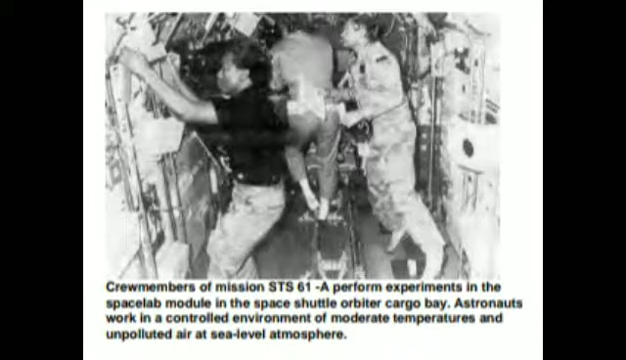 Crewmembers of mission STS 61 -A perform experiments in the
spacelab module in the space shuttle orbiter cargo bay. Astronauts
work in a controlled environment of moderate temperatures and
unpolluted air at sea-level atmosphere.